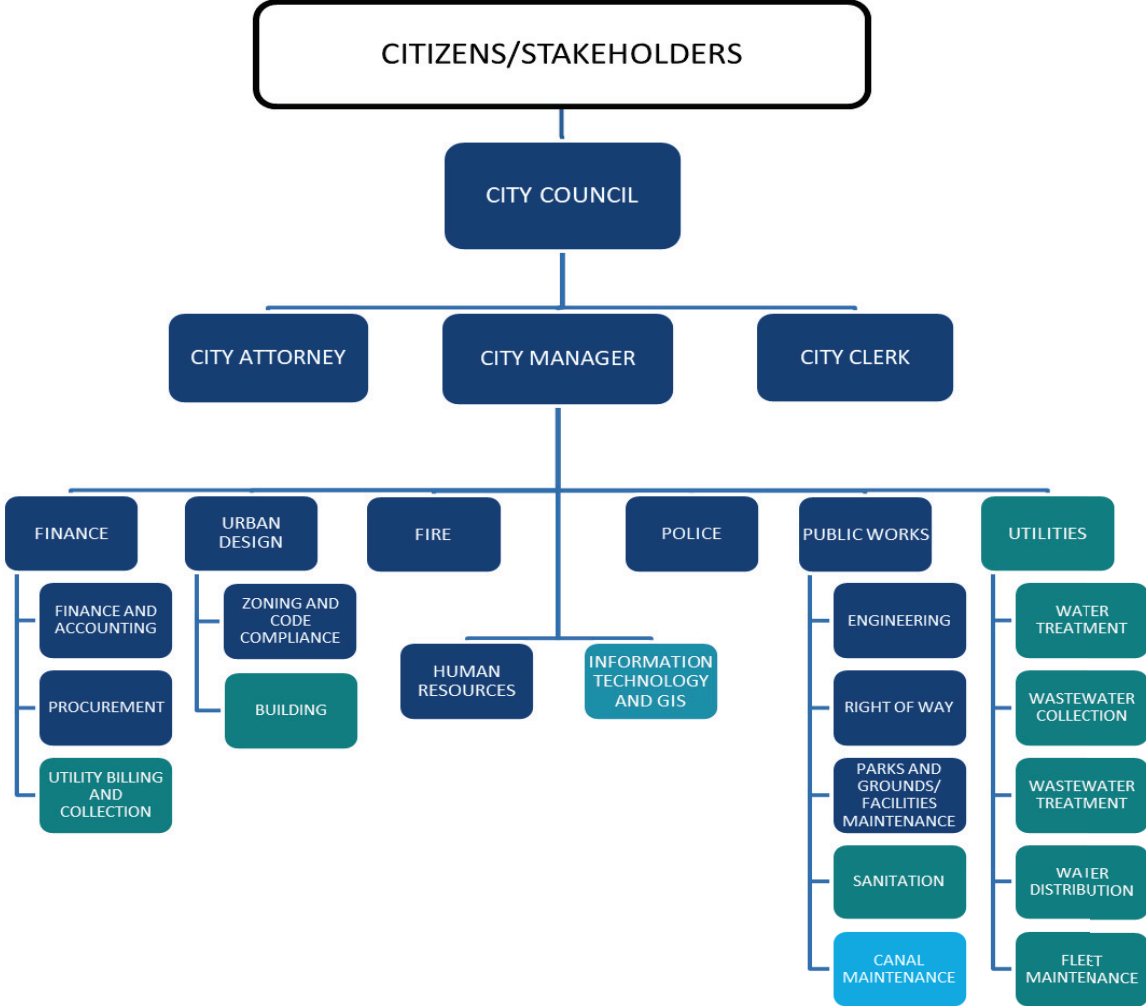 CITIZENS/STAKEHOLDERS
CITY COUNCIL
CITY ATTORNEY
CITY MANAGER
CITY CLERK
FINANCE
URBAN
DESIGN
FIRE
POLICE
PUBLIC WORKS
UTILITIES
FINANCE AND
ACCOUNTING
PROCUREMENT
UTILITY BILLING
AND
COLLECTION
ZONING AND
CODE
COMPLIANCE
BUILDING
HUMAN
RESOURCES
INFORMATION
TECHNOLOGY
AND GIS
ENGINEERING
RIGHT OF WAY
PARKS AND
GROUNDS/
FACILITIES
MAINTENANCE
SANITATION
CANAL
MAINTENANCE
WATER
TREATMENT
WASTEWATER
COLLECTION
WASTEWATER
TREATMENT
WATER
DISTRIBUTION
FLEET
MAINTENANCE